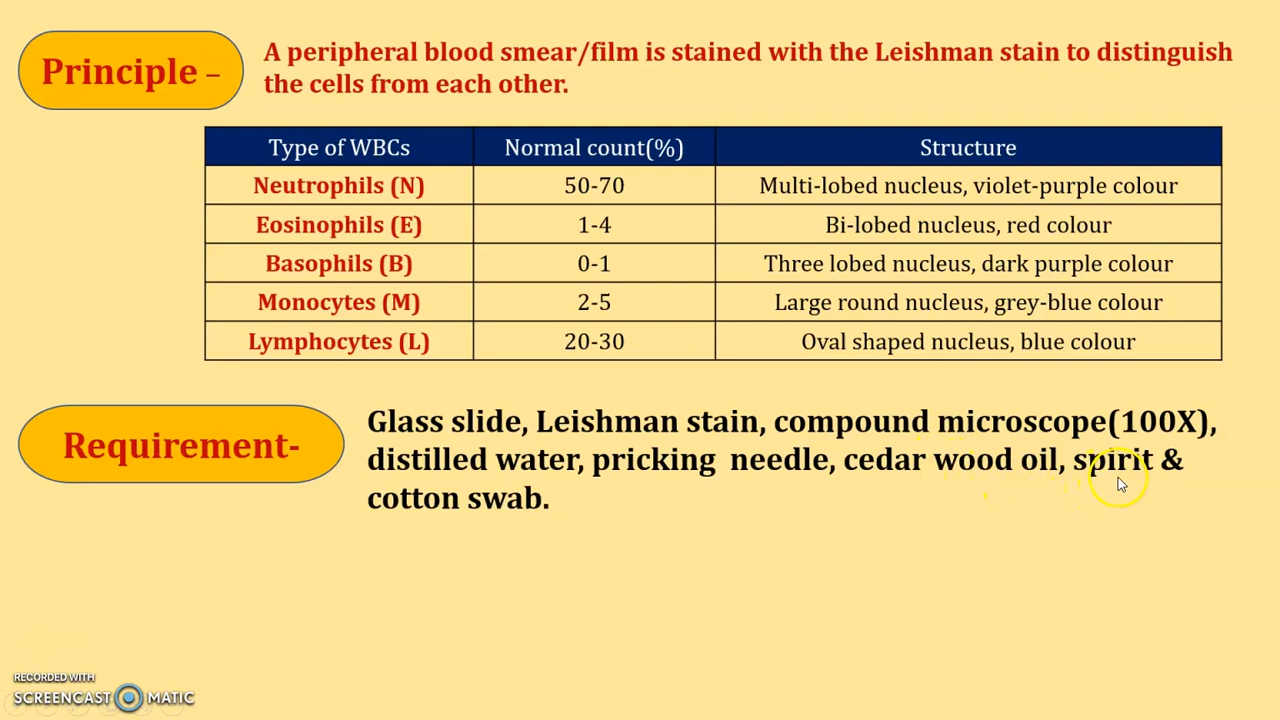 Principle –
A peripheral blood smear/film is stained with the Leishman stain to distinguish
the cells from each other.
Type of WBCs Normal count(%) Structure
Neutrophils (N) 50-70 Multi-lobed nucleus, violet-purple colour
Eosinophils (E) 1-4 Bi-lobed nucleus, red colour
Basophils (B) 0-1 Three lobed nucleus, dark purple colour
Monocytes (M) 2-5 Large round nucleus, grey-blue colour
Lymphocytes (L) 20-30 Oval shaped nucleus, blue colour
Requirement-
Glass slide, Leishman stain, compound microscope(100X),
distilled water, pricking needle, cedar wood oil, spirit &
cotton swab.
RECORDED WITH
SCREENCAST MATIC